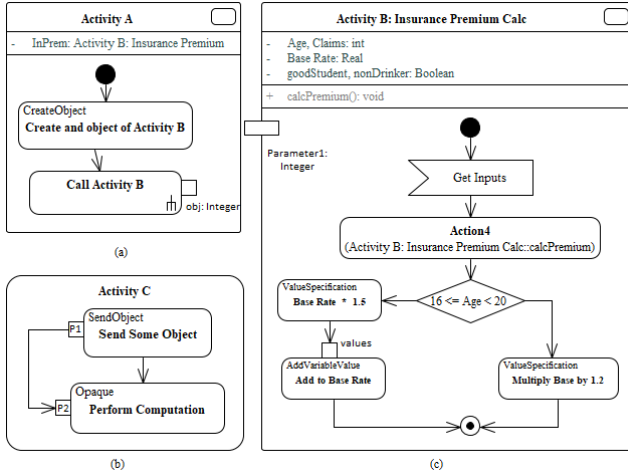 Activity A
- InPrem: Activity B: Insurance Premium
CreateObject
Create and object of Activity B
Call Activity B
obj: Integer
(a)
Activity C
SendObject
Send Some Object
P1
Opaque
P2
Perform Computation
(b)
Activity B: Insurance Premium Calc
- Age, Claims: int
- Base Rate: Real
- goodStudent, nonDrinker: Boolean
+ calcPremium(): void
Parameter1:
Integer
Get Inputs
Action4
(Activity B: Insurance Premium Calc::calcPremium)
16 <= Age < 20
ValueSpecification
Base Rate * 1.5
values
AddVariableValue
Add to Base Rate
ValueSpecification
Multiply Base by 1.2
(c)